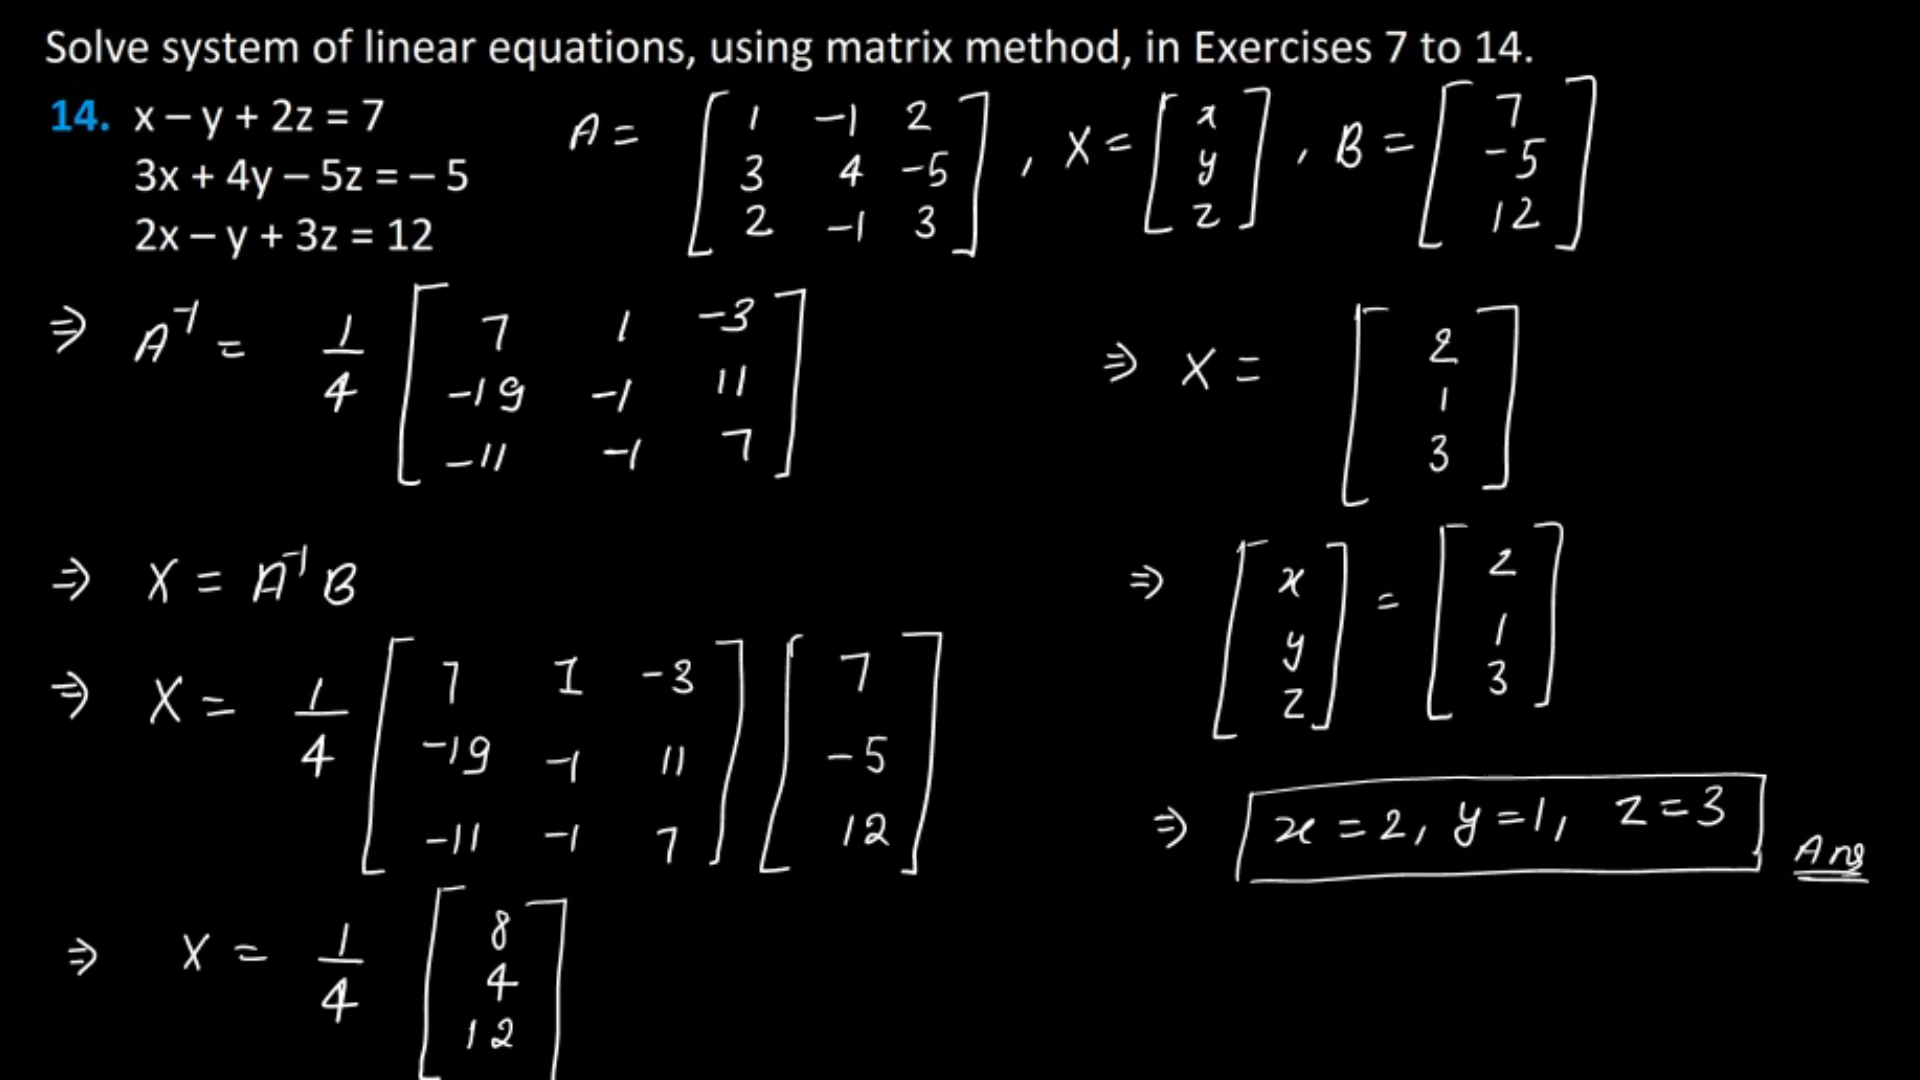 Solve system of linear equations, using matrix method, in Exercises 7 to 14.
14. x – y + 2z = 7
3x + 4y – 5z = – 5
2x – y + 3z = 12
A = [ 1 -1 2
3 4 -5
2 -1 3 ] , X = [ x
y
z ] , B = [ 7
-5
12 ]
⇒ A⁻¹ = 1/4 [ 7 1 -3
-19 -1 11
-11 -1 7 ]
⇒ X = A⁻¹ B
⇒ X = 1/4 [ 7 1 -3
-19 -1 11
-11 -1 7 ] [ 7
-5
12 ]
⇒ X = 1/4 [ 8
4
12 ]
⇒ X = [ 2
1
3 ]
⇒ [ x
y
z ] = [ 2
1
3 ]
⇒ x = 2, y = 1, z = 3 Ans